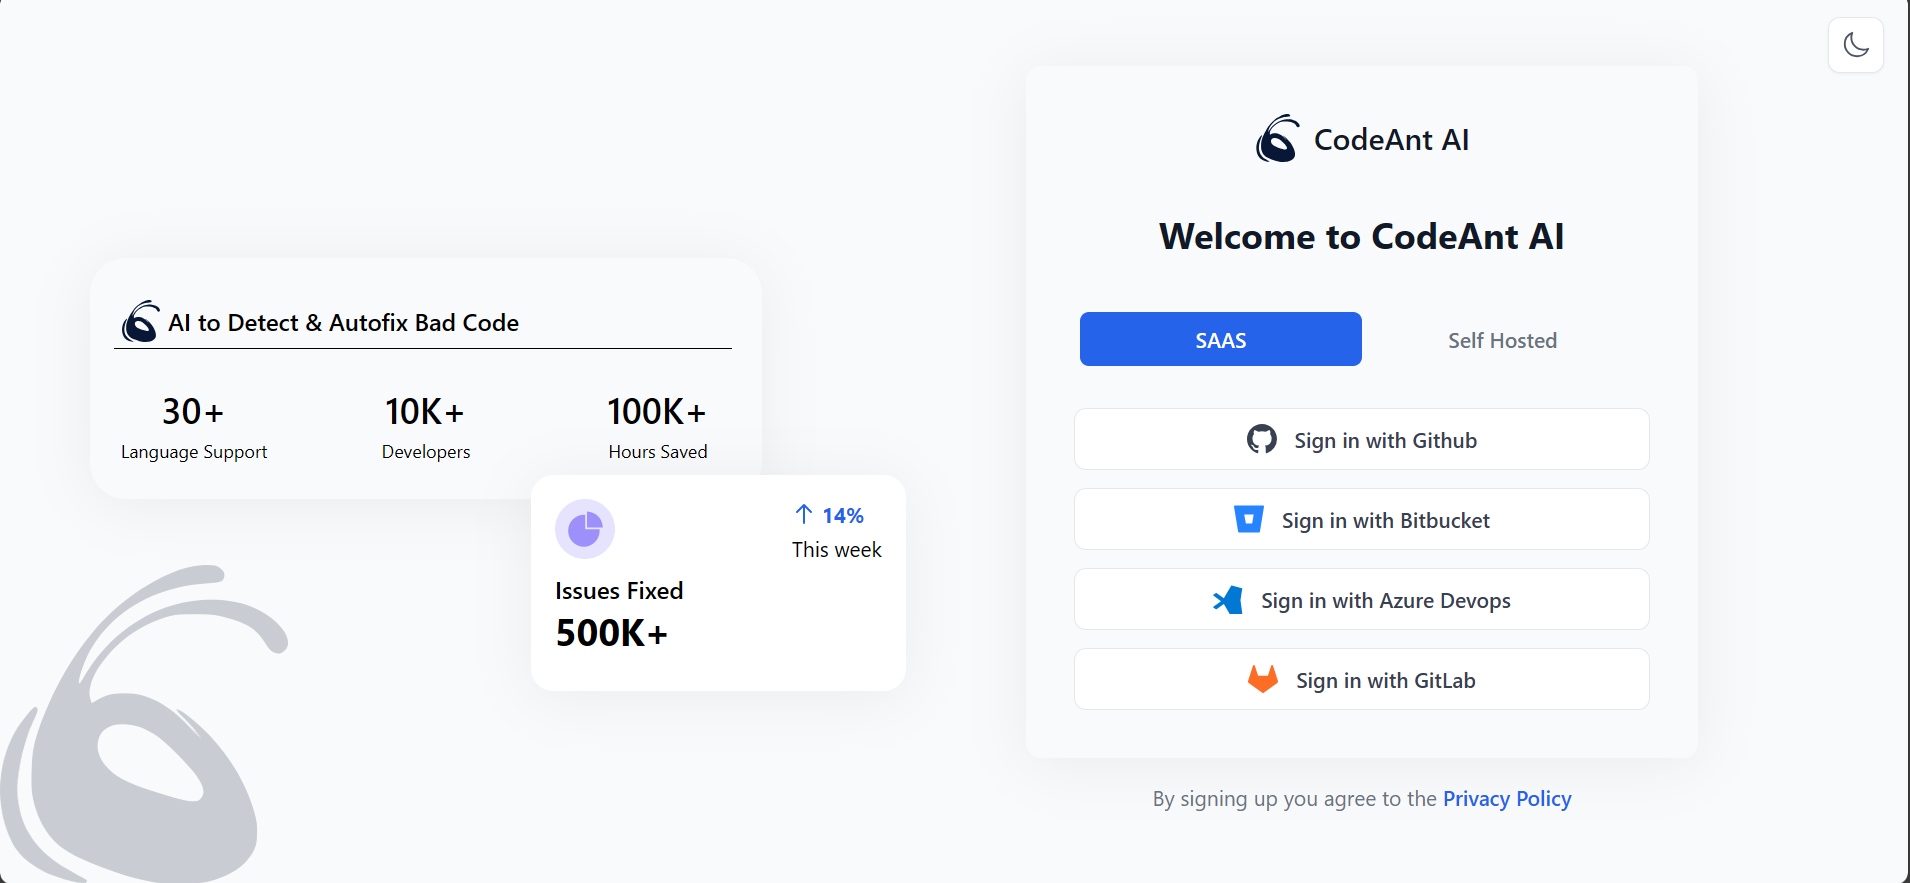 AI to Detect & Autofix Bad Code
30+
Language Support
10K+
Developers
100K+
Hours Saved
14%
This week
Issues Fixed
500K+
CodeAnt AI
Welcome to CodeAnt AI
SAAS
Self Hosted
Sign in with Github
Sign in with Bitbucket
Sign in with Azure Devops
Sign in with GitLab
By signing up you agree to the Privacy Policy